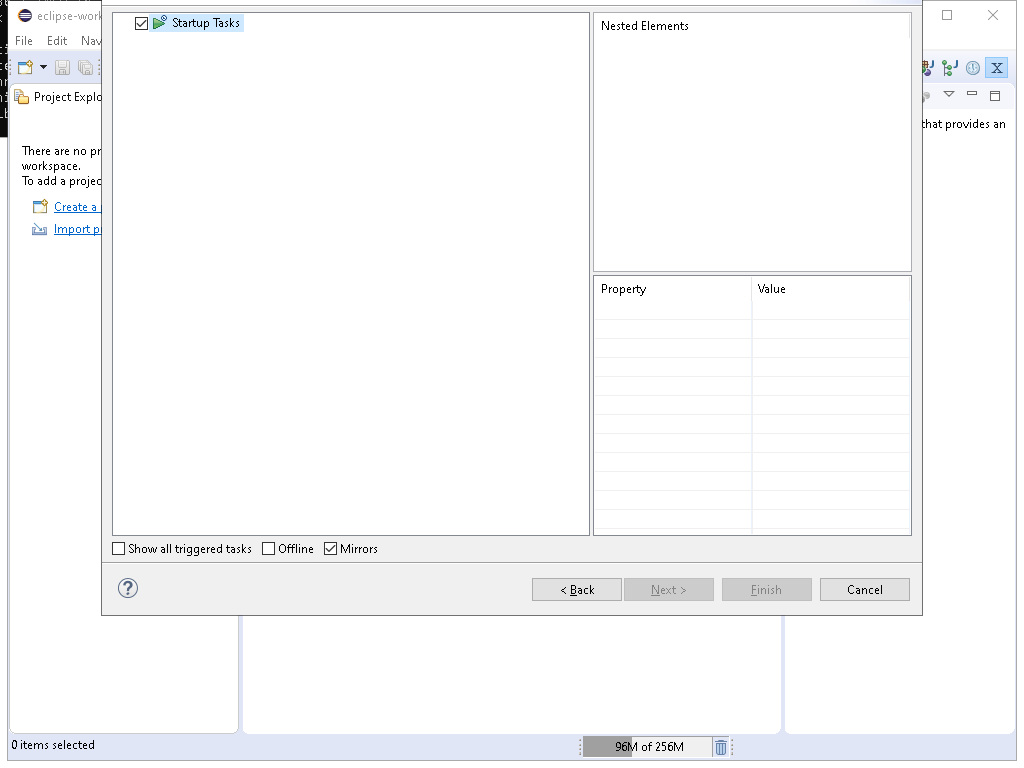 eclipse-work
Startup Tasks
Nested Elements
File Edit Nav
X
Project Explo
that provides an
There are no pr
workspace.
To add a projec
Create a
Import pr
Property Value
Show all triggered tasks Offline Mirrors
? < Back Next > Finish Cancel
0 items selected
96M of 256M